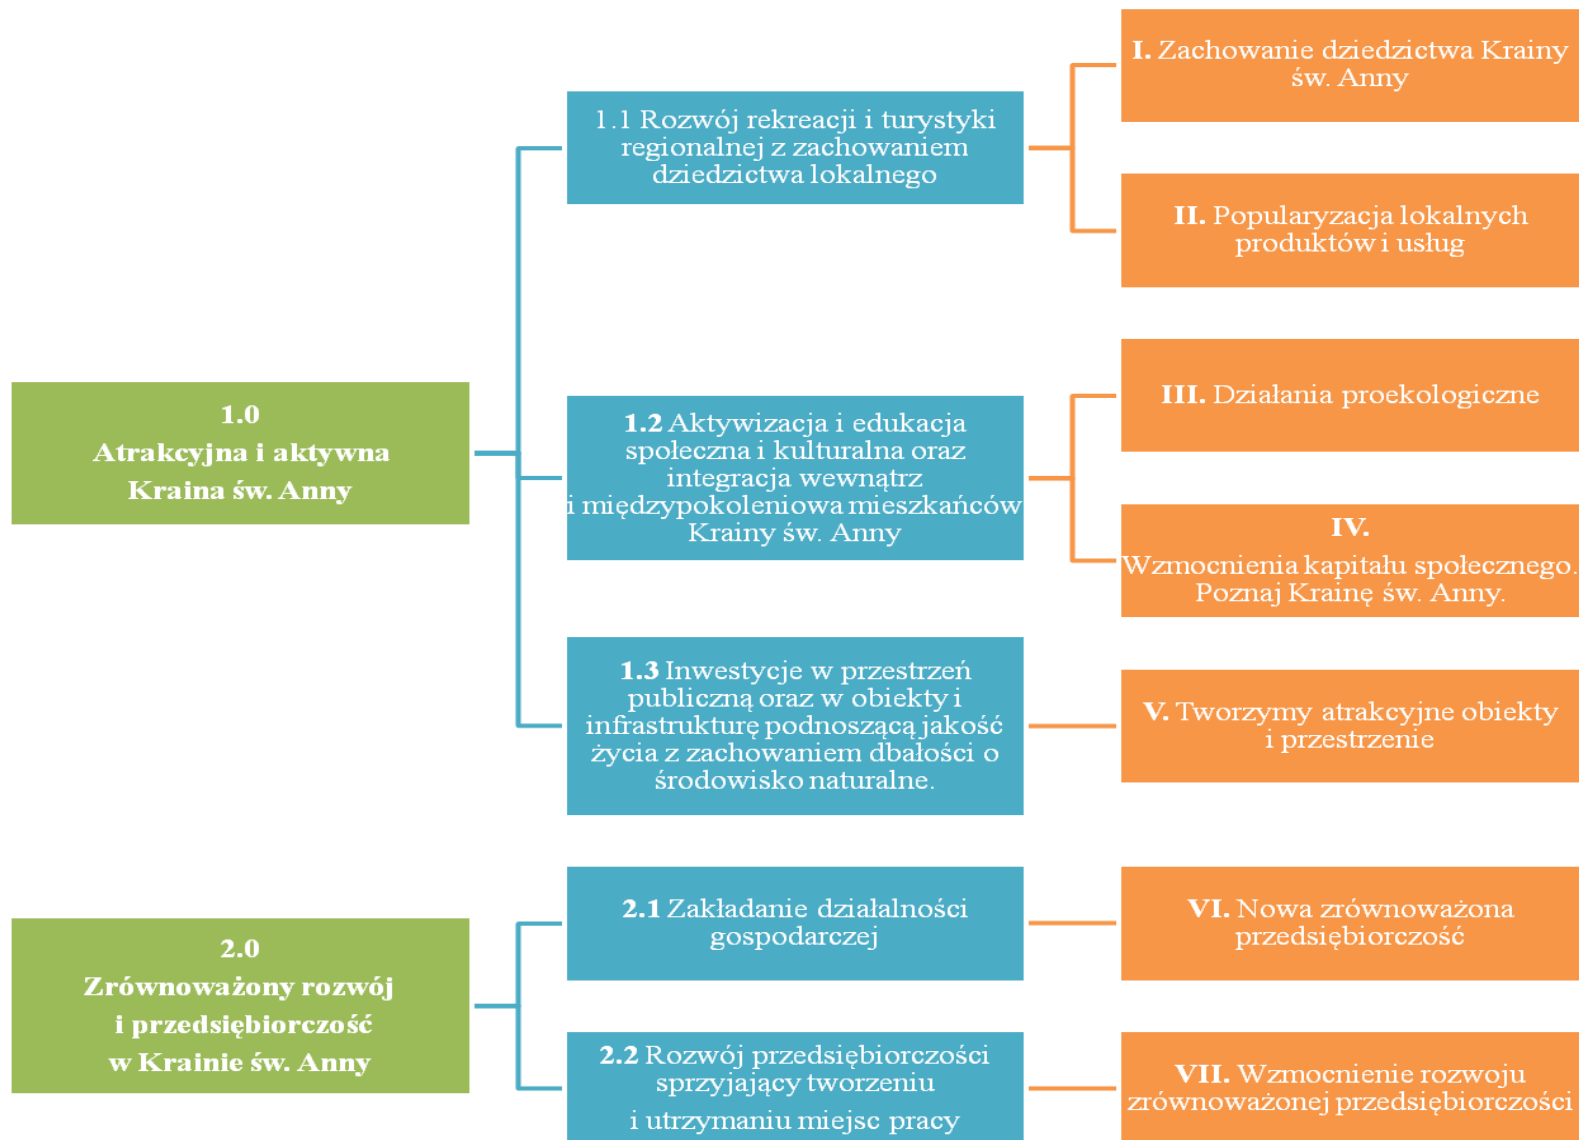 1.0
Atrakcyjna i aktywna
Kraina św. Anny
1.1 Rozwój rekreacji i turystyki
regionalnej z zachowaniem
dziedzictwa lokalnego
I. Zachowanie dziedzictwa Krainy
św. Anny
II. Popularyzacja lokalnych
produktów i usług
1.2 Aktywizacja i edukacja
społeczna i kulturalna oraz
integracja wewnątrz
i międzypokoleniowa mieszkańców
Krainy św. Anny
III. Działania proekologiczne
IV.
Wzmocnienia kapitału społecznego.
Poznaj Krainę św. Anny.
1.3 Inwestycje w przestrzeń
publiczną oraz w obiekty i
infrastrukturę podnoszącą jakość
życia z zachowaniem dbałości o
środowisko naturalne.
V. Tworzymy atrakcyjne obiekty
i przestrzenie
2.0
Zrównoważony rozwój
i przedsiębiorczość
w Krainie św. Anny
2.1 Zakładanie działalności
gospodarczej
VI. Nowa zrównoważona
przedsiębiorczość
2.2 Rozwój przedsiębiorczości
sprzyjający tworzeniu
i utrzymaniu miejsc pracy
VII. Wzmocnienie rozwoju
zrównoważonej przedsiębiorczości